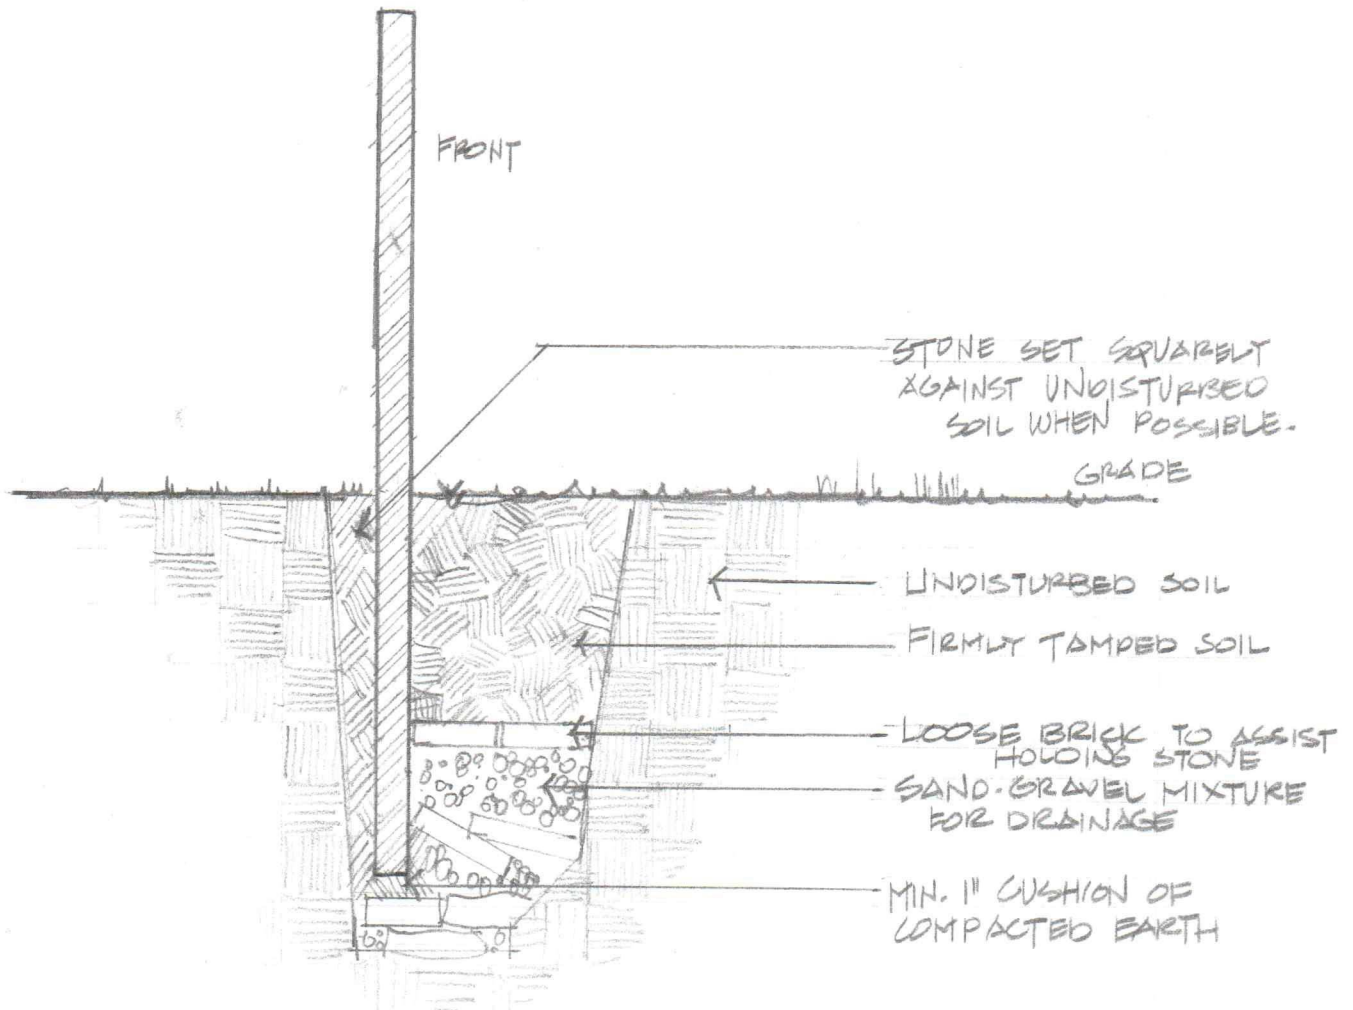 FRONT
STONE SET SQUARELY
AGAINST UNDISTURBED
SOIL WHEN POSSIBLE.
GRADE
UNDISTURBED SOIL
FIRMLY TAMPED SOIL
LOOSE BRICK TO ASSIST
HOLDING STONE
SAND-GRAVEL MIXTURE
FOR DRAINAGE
MIN. 1" CUSHION OF
COMPACTED EARTH